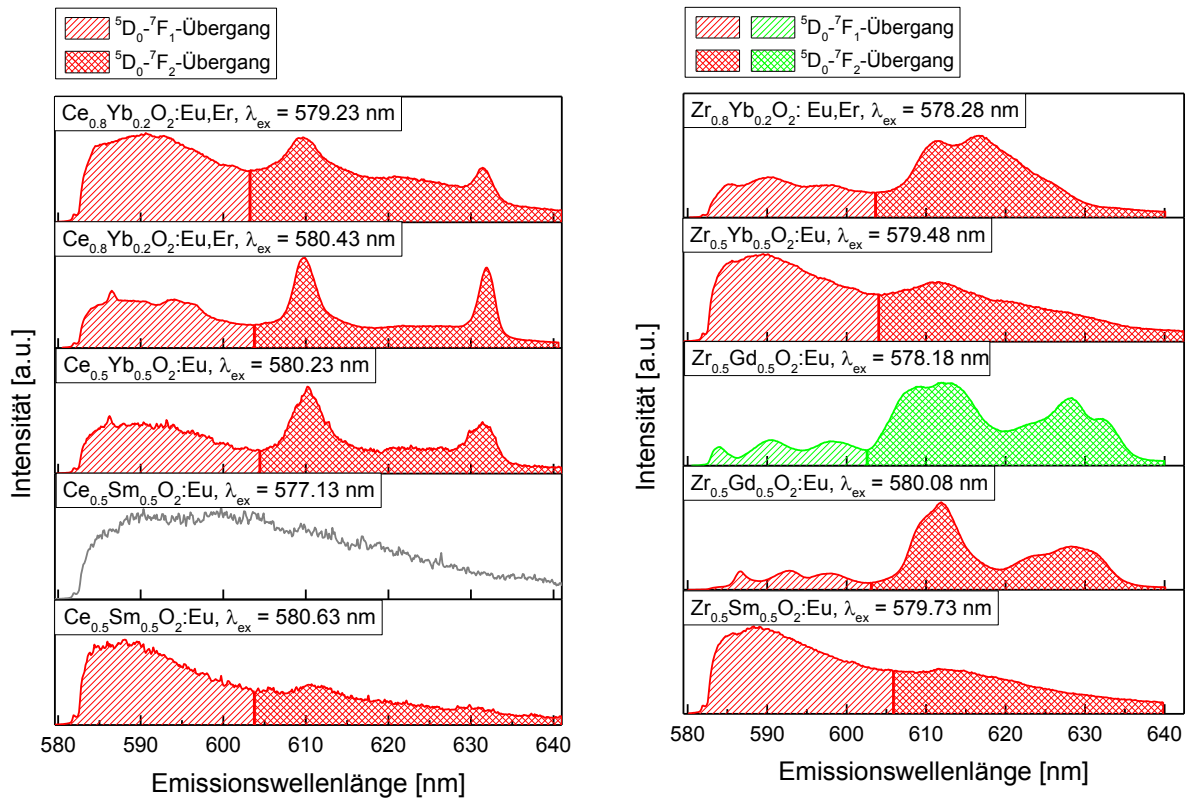 ⁵D₀-⁷F₁-Übergang
⁵D₀-⁷F₂-Übergang
Ce₀.₈Yb₀.₂O₂:Eu,Er, λₑₓ = 579.23 nm
Ce₀.₈Yb₀.₂O₂:Eu,Er, λₑₓ = 580.43 nm
Ce₀.₅Yb₀.₅O₂:Eu, λₑₓ = 580.23 nm
Ce₀.₅Sm₀.₅O₂:Eu, λₑₓ = 577.13 nm
Ce₀.₅Sm₀.₅O₂:Eu, λₑₓ = 580.63 nm
Intensität [a.u.]
580 590 600 610 620 630 640
Emissionswellenlänge [nm]
⁵D₀-⁷F₁-Übergang
⁵D₀-⁷F₂-Übergang
Zr₀.₈Yb₀.₂O₂: Eu,Er, λₑₓ = 578.28 nm
Zr₀.₅Yb₀.₅O₂:Eu, λₑₓ = 579.48 nm
Zr₀.₅Gd₀.₅O₂:Eu, λₑₓ = 578.18 nm
Zr₀.₅Gd₀.₅O₂:Eu, λₑₓ = 580.08 nm
Zr₀.₅Sm₀.₅O₂:Eu, λₑₓ = 579.73 nm
Intensität [a.u.]
580 590 600 610 620 630 640
Emissionswellenlänge [nm]